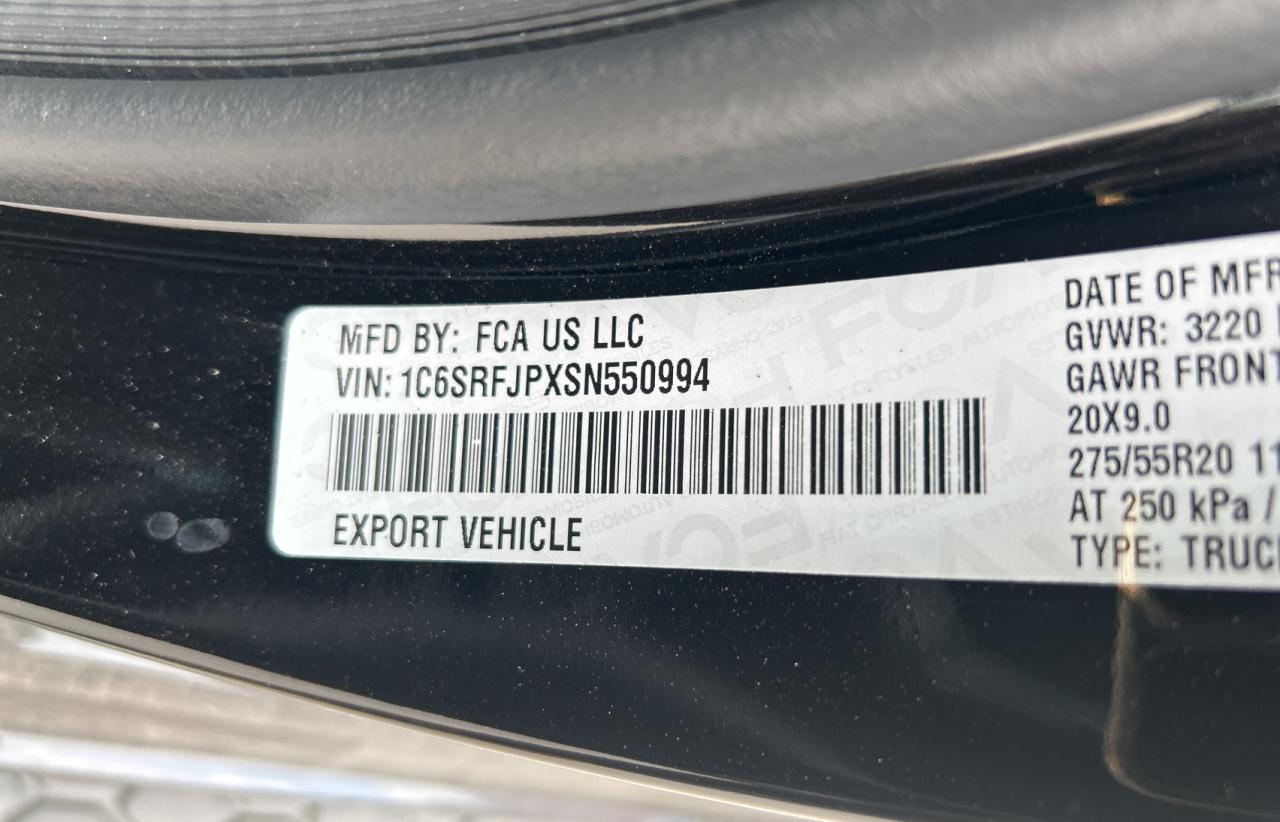 MFD BY: FCA US LLC
VIN: 1C6SRFJPXSN550994
EXPORT VEHICLE
DATE OF MFR
GVWR: 3220
GAWR FRONT
20X9.0
275/55R20 11
AT 250 kPa /
TYPE: TRUC